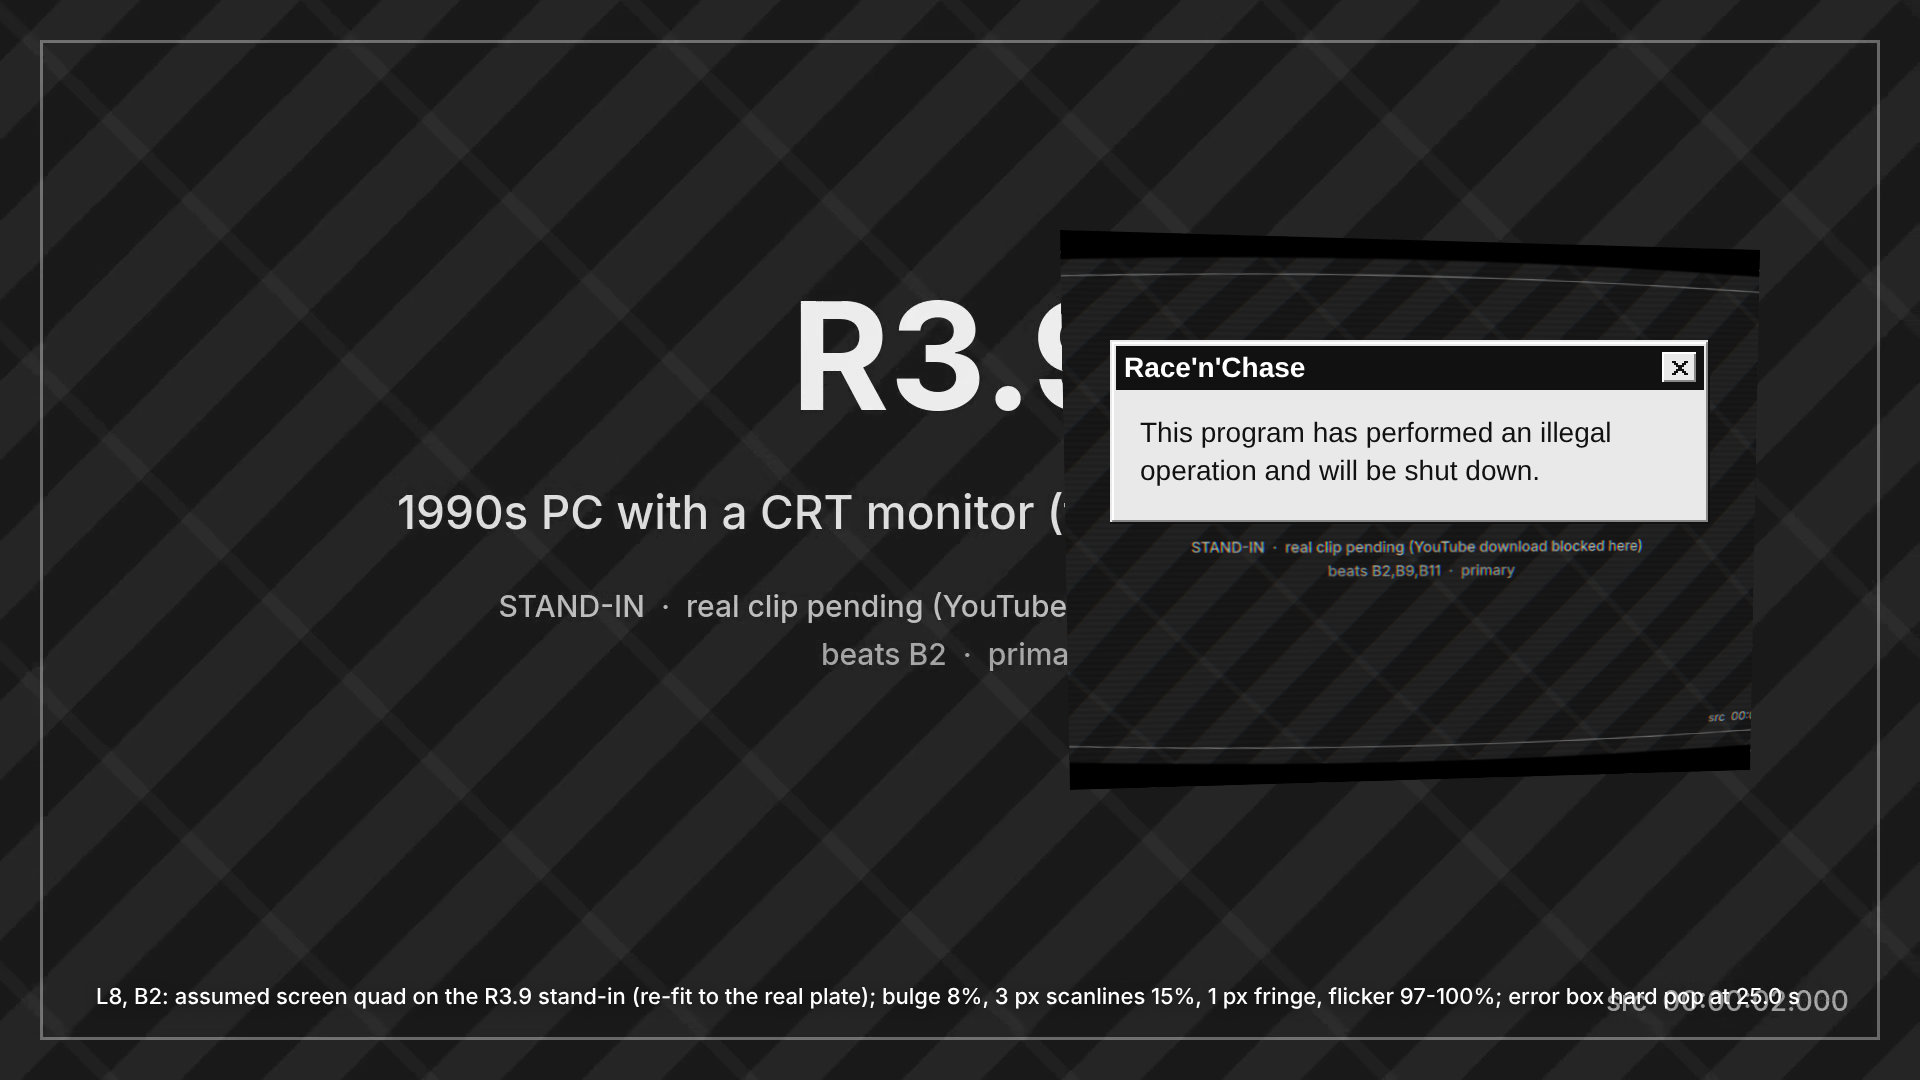 R3.9
Race'n'Chase
This program has performed an illegal
operation and will be shut down.
1990s PC with a CRT monitor (
STAND-IN · real clip pending (YouTube download blocked here)
beats B2,B9,B11 · primary
STAND-IN · real clip pending (YouTube
beats B2 · prima
src 00:
L8, B2: assumed screen quad on the R3.9 stand-in (re-fit to the real plate); bulge 8%, 3 px scanlines 15%, 1 px fringe, flicker 97-100%; error box hard pop at 25.0 s
src 00:00:02.000